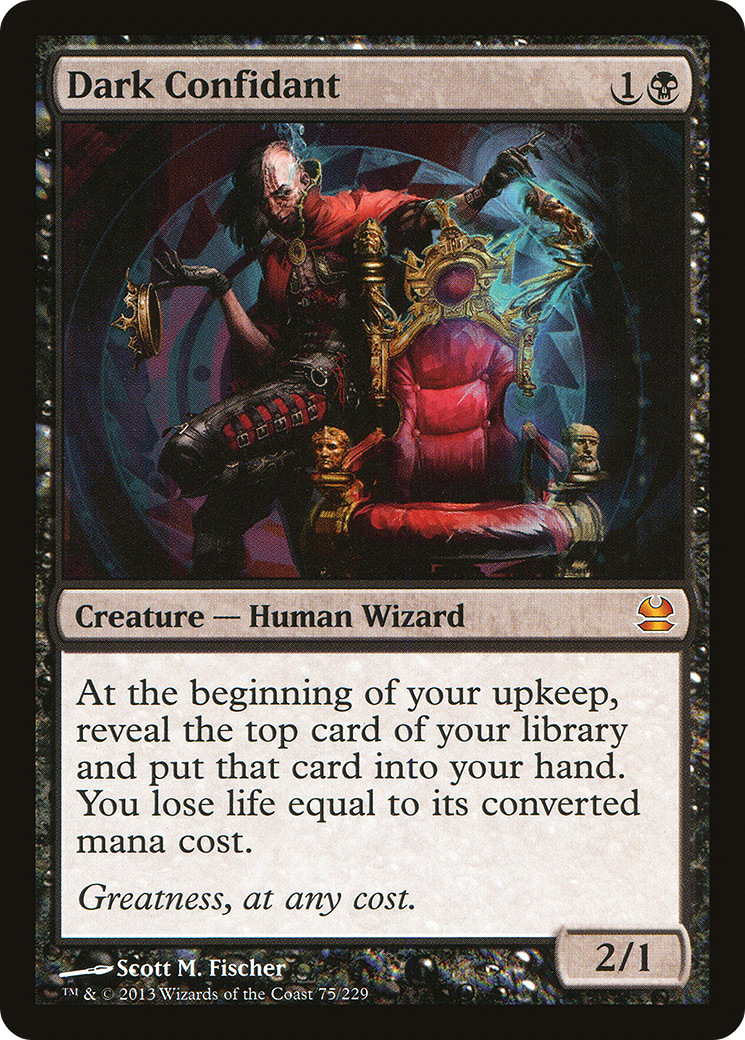 Dark Confidant 1
Creature — Human Wizard
At the beginning of your upkeep,
reveal the top card of your library
and put that card into your hand.
You lose life equal to its converted
mana cost.
Greatness, at any cost.
2/1
Scott M. Fischer
™ & © 2013 Wizards of the Coast 75/229